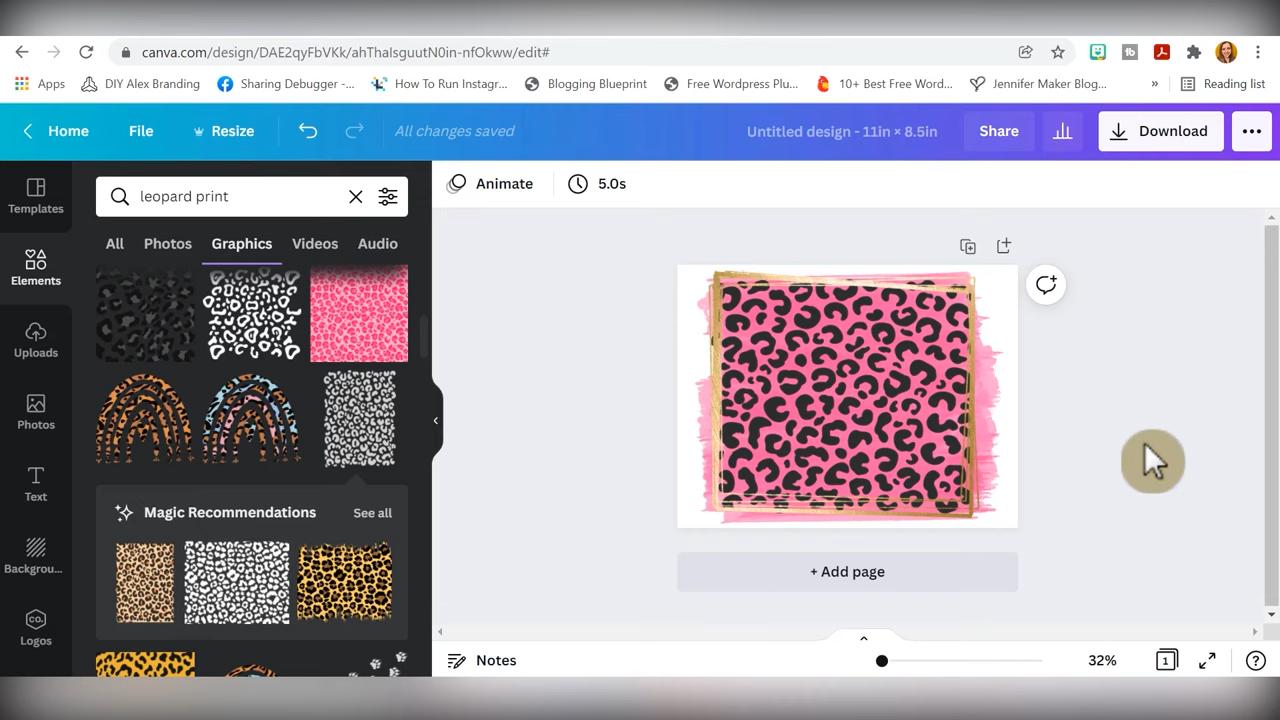 canva.com/design/DAE2qyFbVKk/ahThaIsguutN0in-nfOkww/edit#
Apps DIY Alex Branding Sharing Debugger -... How To Run Instagr... Blogging Blueprint Free Wordpress Plu... 10+ Best Free Word... Jennifer Maker Blog... » Reading list
Home File Resize All changes saved Untitled design - 11in × 8.5in Share Download
Templates
Elements
Uploads
Photos
Text
Backgrou...
CO.
Logos
leopard print
All Photos Graphics Videos Audio
Magic Recommendations See all
Animate 5.0s
+ Add page
Notes 32% 1